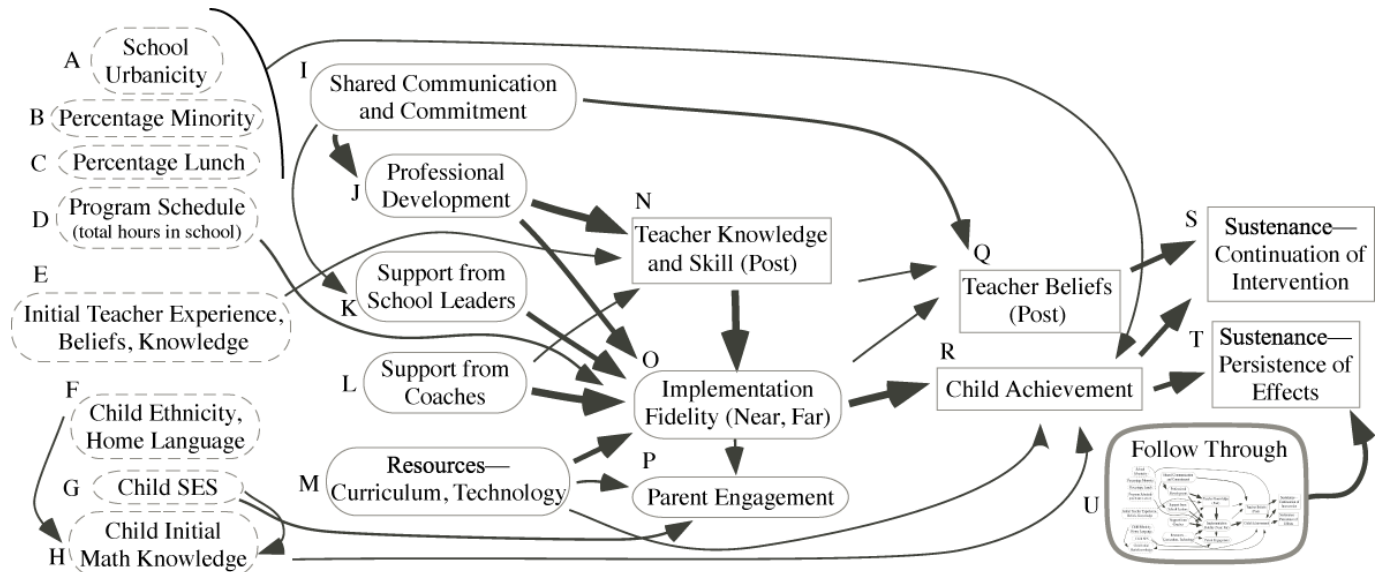 A
School
Urbanicity
B
Percentage Minority
C
Percentage Lunch
D
Program Schedule
(total hours in school)
E
Initial Teacher Experience,
Beliefs, Knowledge
F
Child Ethnicity,
Home Language
G
Child SES
H
Child Initial
Math Knowledge
I
Shared Communication
and Commitment
J
Professional
Development
K
Support from
School Leaders
L
Support from
Coaches
M
Resources—
Curriculum, Technology
N
Teacher Knowledge
and Skill (Post)
O
Implementation
Fidelity (Near, Far)
P
Parent Engagement
Q
Teacher Beliefs
(Post)
R
Child Achievement
S
Sustenance—
Continuation of
Intervention
T
Sustenance—
Persistence of
Effects
U
Follow Through